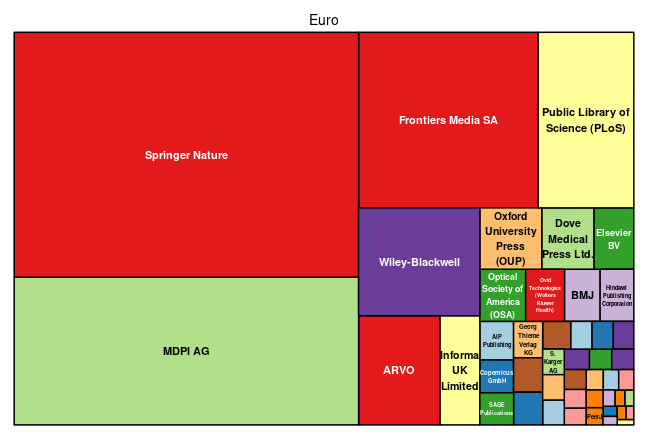 Euro
Springer Nature
MDPI AG
Frontiers Media SA
Public Library of
Science (PLoS)
Wiley-Blackwell
ARVO
Informa
UK
Limited
Oxford
University
Press
(OUP)
Dove
Medical
Press Ltd.
Elsevier
BV
Optical
Society of
America
(OSA)
Ovid
Technologies
(Wolters
Kluwer
Health)
BMJ
Hindawi
Publishing
Corporation
AIP
Publishing
Georg
Thieme
Verlag
KG
Copernicus
GmbH
S.
Karger
AG
SAGE
Publications
PeerJ